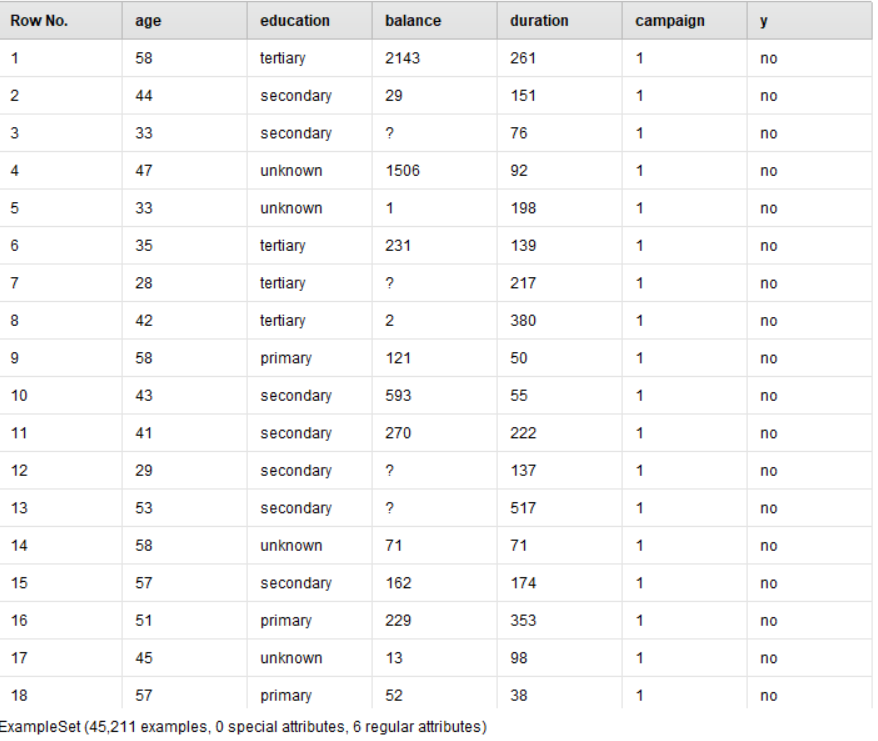 Row No. age education balance duration campaign y
1 58 tertiary 2143 261 1 no
2 44 secondary 29 151 1 no
3 33 secondary ? 76 1 no
4 47 unknown 1506 92 1 no
5 33 unknown 1 198 1 no
6 35 tertiary 231 139 1 no
7 28 tertiary ? 217 1 no
8 42 tertiary 2 380 1 no
9 58 primary 121 50 1 no
10 43 secondary 593 55 1 no
11 41 secondary 270 222 1 no
12 29 secondary ? 137 1 no
13 53 secondary ? 517 1 no
14 58 unknown 71 71 1 no
15 57 secondary 162 174 1 no
16 51 primary 229 353 1 no
17 45 unknown 13 98 1 no
18 57 primary 52 38 1 no
ExampleSet (45,211 examples, 0 special attributes, 6 regular attributes)